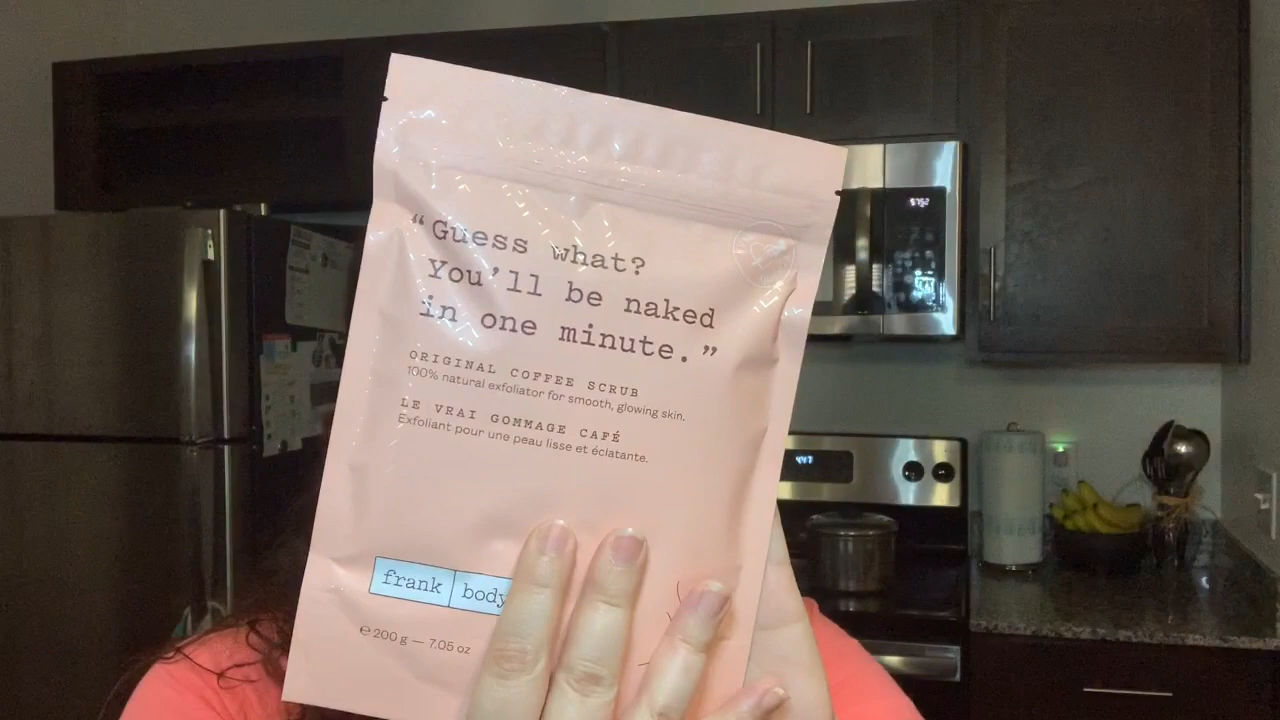 “Guess what?
You’ll be naked
in one minute.”
ORIGINAL COFFEE SCRUB
100% natural exfoliator for smooth, glowing skin.
LE VRAI GOMMAGE CAFÉ
Exfoliant pour une peau lisse et éclatante.
frank body
℮ 200 g — 7.05 oz